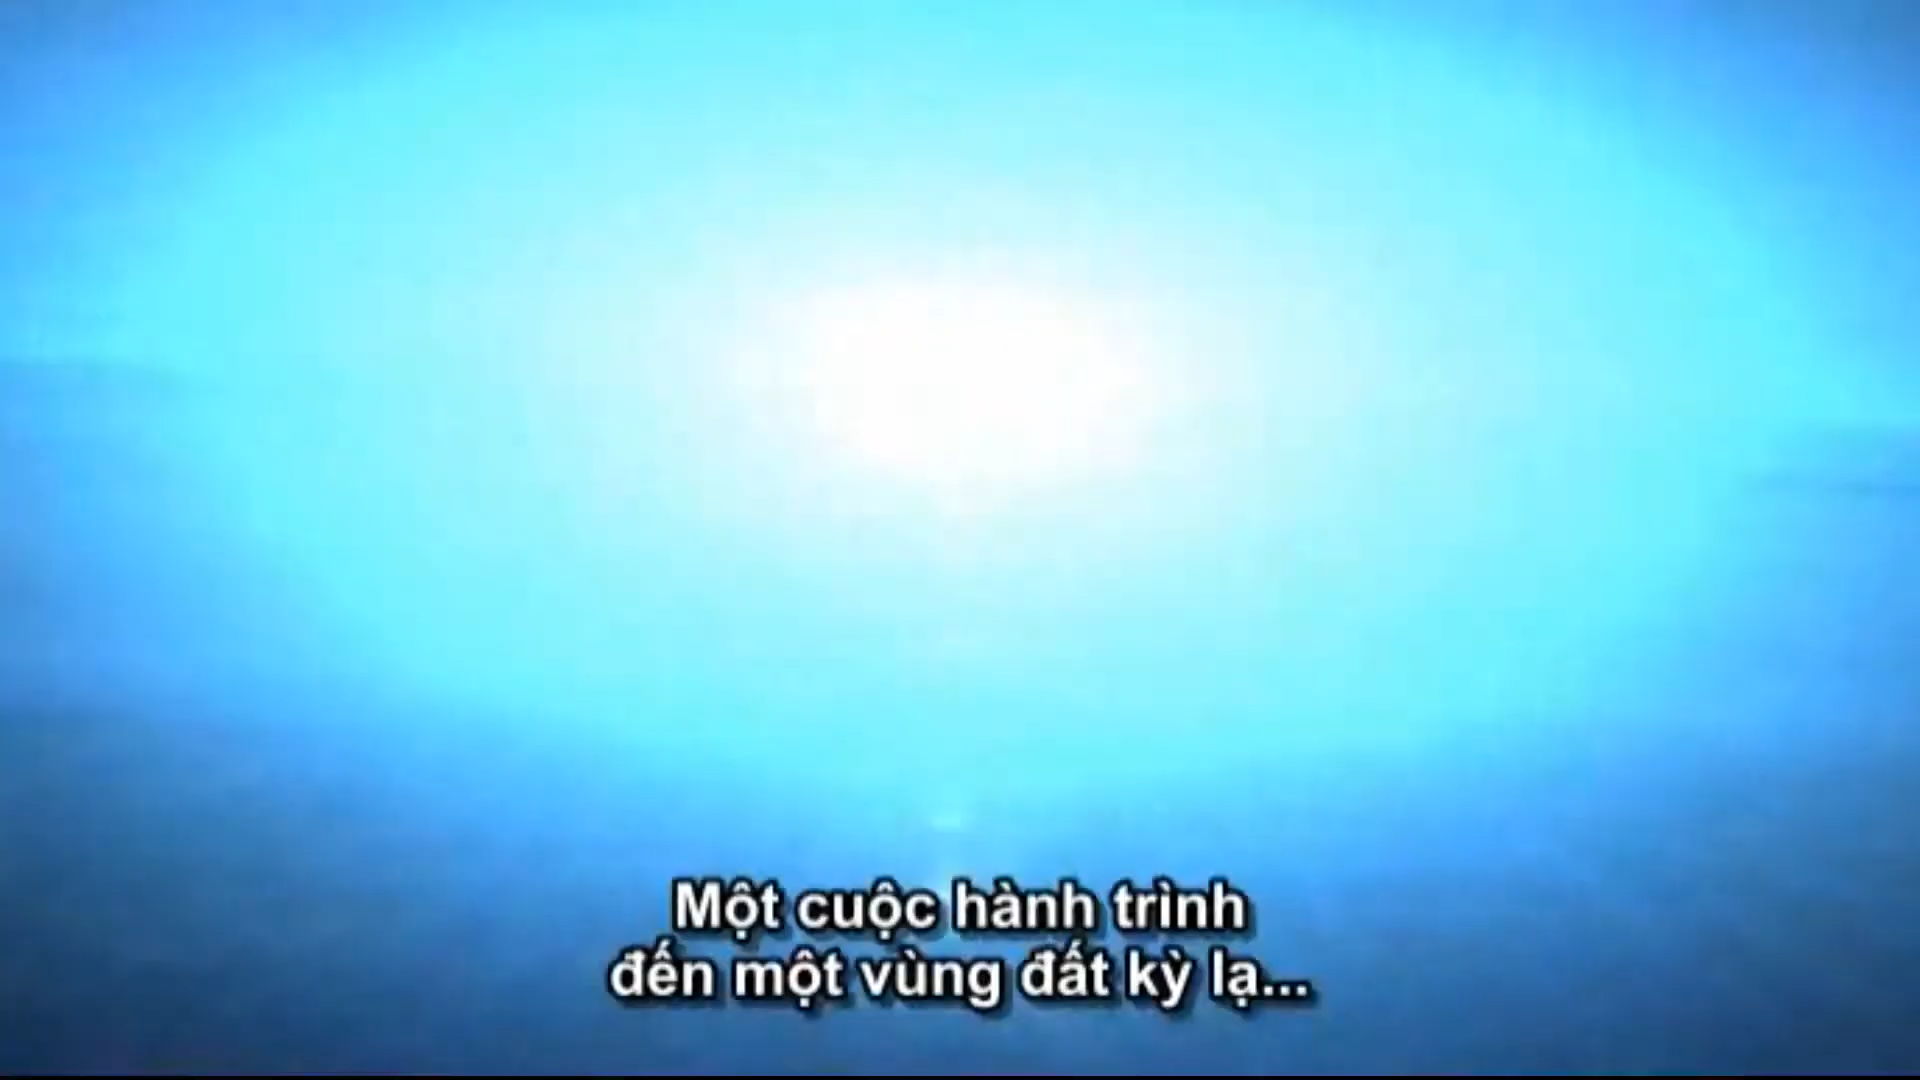 Một cuộc hành trình
đến một vùng đất kỳ lạ...